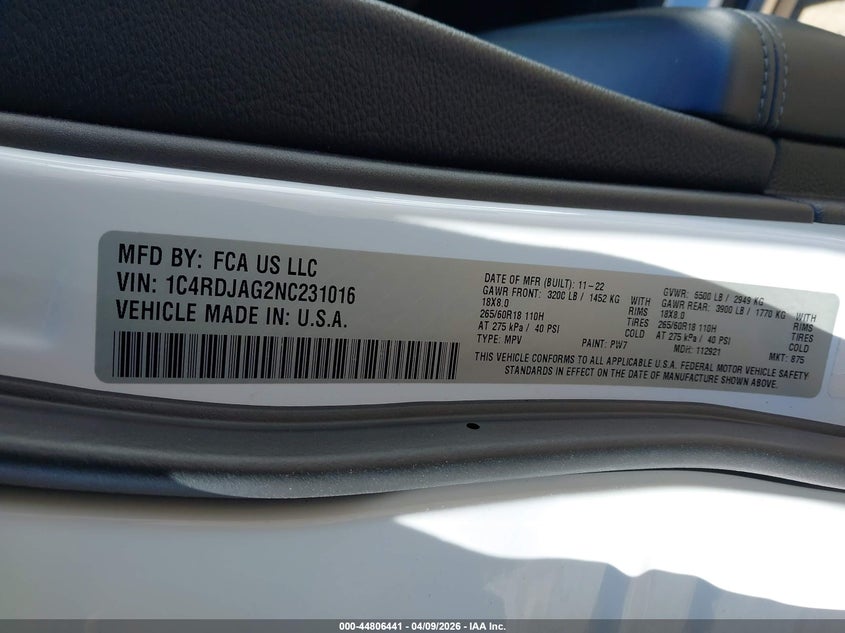 MFD BY: FCA US LLC
VIN: 1C4RDJAG2NC231016
VEHICLE MADE IN: U.S.A.
DATE OF MFR (BUILT): 11-22 GVWR: 6500 LB / 2949 KG
GAWR FRONT: 3200 LB / 1452 KG WITH GAWR REAR: 3900 LB / 1770 KG WITH
18X8.0 RIMS 18X8.0 RIMS
265/60R18 110H TIRES 265/60R18 110H TIRES
AT 275 kPa / 40 PSI COLD AT 275 kPa / 40 PSI COLD
TYPE: MPV PAINT: PW7 MDH: 112921 MKT: 875
THIS VEHICLE CONFORMS TO ALL APPLICABLE U.S.A. FEDERAL MOTOR VEHICLE SAFETY
STANDARDS IN EFFECT ON THE DATE OF MANUFACTURE SHOWN ABOVE.
000-44806441 | 04/09/2026 | IAA Inc.